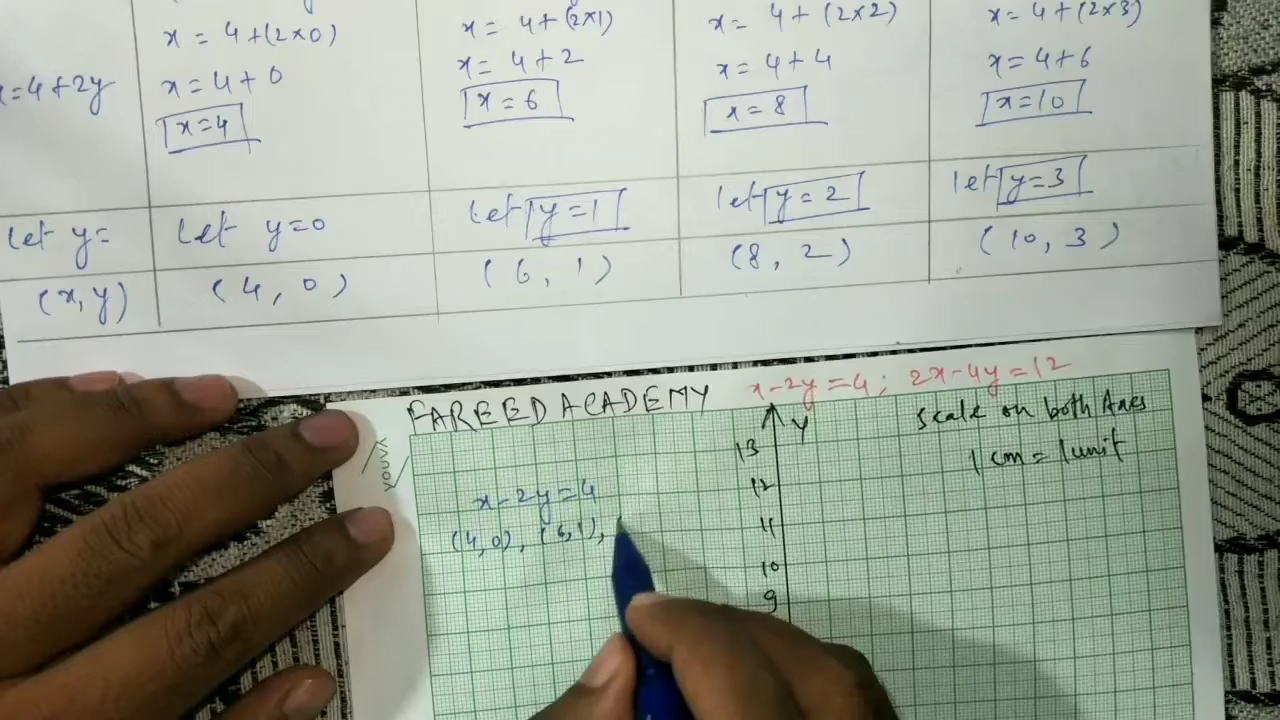 x = 4+(2×0)
x = 4+(2×1)
x = 4+(2×2)
x = 4+(2×3)
x=4+2y
x = 4+0
x = 4+2
x = 4+4
x = 4+6
x=4
x=6
x=8
x=10
Let y=
Let y=0
Let y=1
let y=2
let y=3
(x,y)
(4, 0)
(6, 1)
(8, 2)
(10, 3)
FAREED ACADEMY
x-2y=4; 2x-4y=12
Scale on both Axes
1 cm = 1 unit
Y
13
12
11
10
9
x-2y=4
(4,0), (6,1),